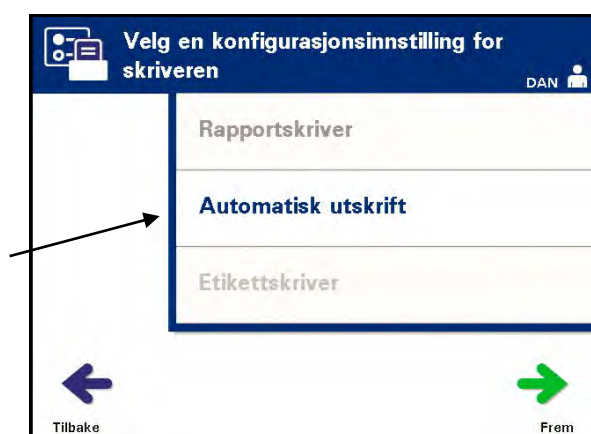 Velg en konfigurasjonsinnstilling for
skriveren
DAN
Rapportskriver
Automatisk utskrift
Etikettskriver
Tilbake
Frem